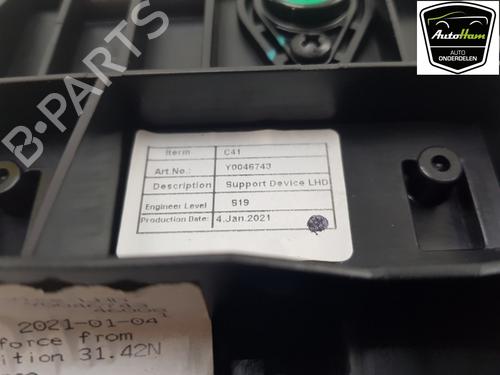 AutoHam
AUTO
ONDERDELEN
B-Parts
Iterm C41
Art.No.: Y0046743
Description Support Device LHD
Engineer Level S19
Production Date: 4.Jan.2021
2021-01-04
force from
ition 31.42N